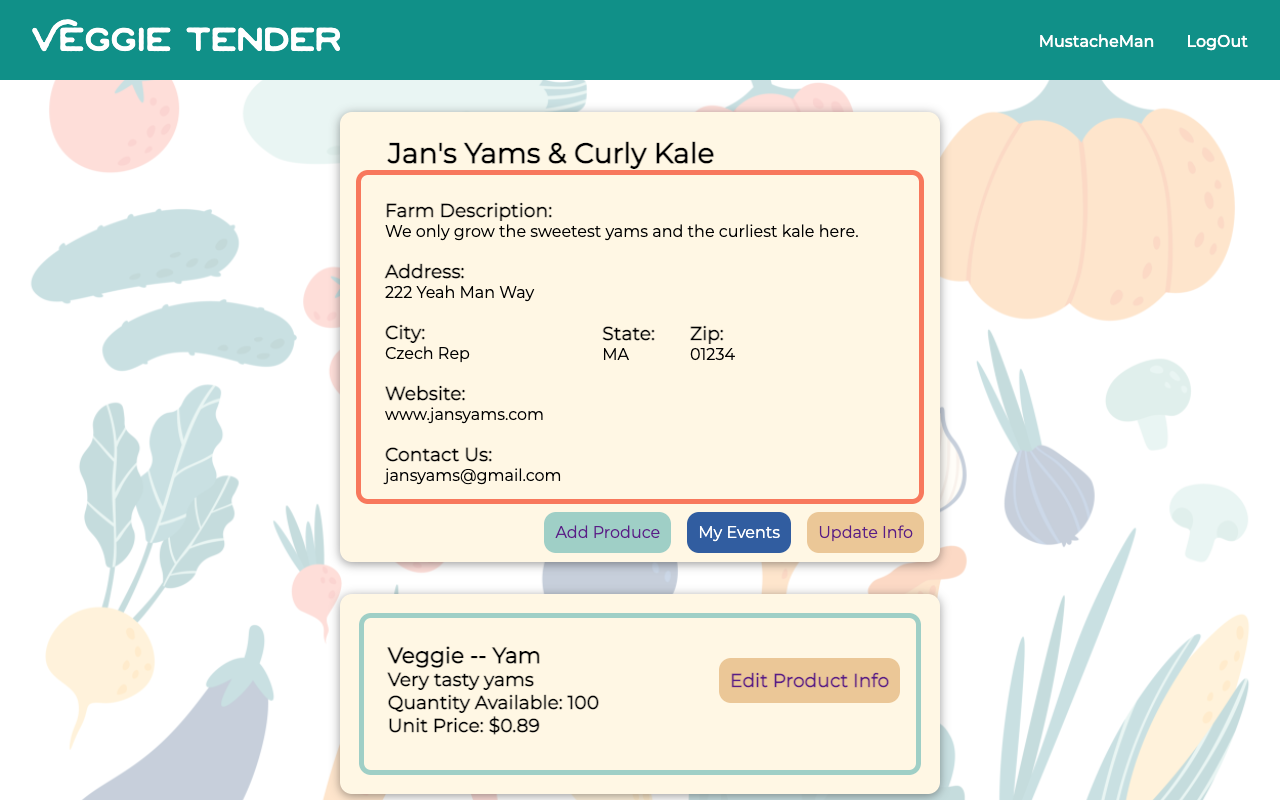 VEGGIE TENDER
MustacheMan LogOut
Jan's Yams & Curly Kale
Farm Description:
We only grow the sweetest yams and the curliest kale here.
Address:
222 Yeah Man Way
City: State: Zip:
Czech Rep MA 01234
Website:
www.jansyams.com
Contact Us:
jansyams@gmail.com
Add Produce My Events Update Info
Veggie -- Yam
Very tasty yams
Edit Product Info
Quantity Available: 100
Unit Price: $0.89